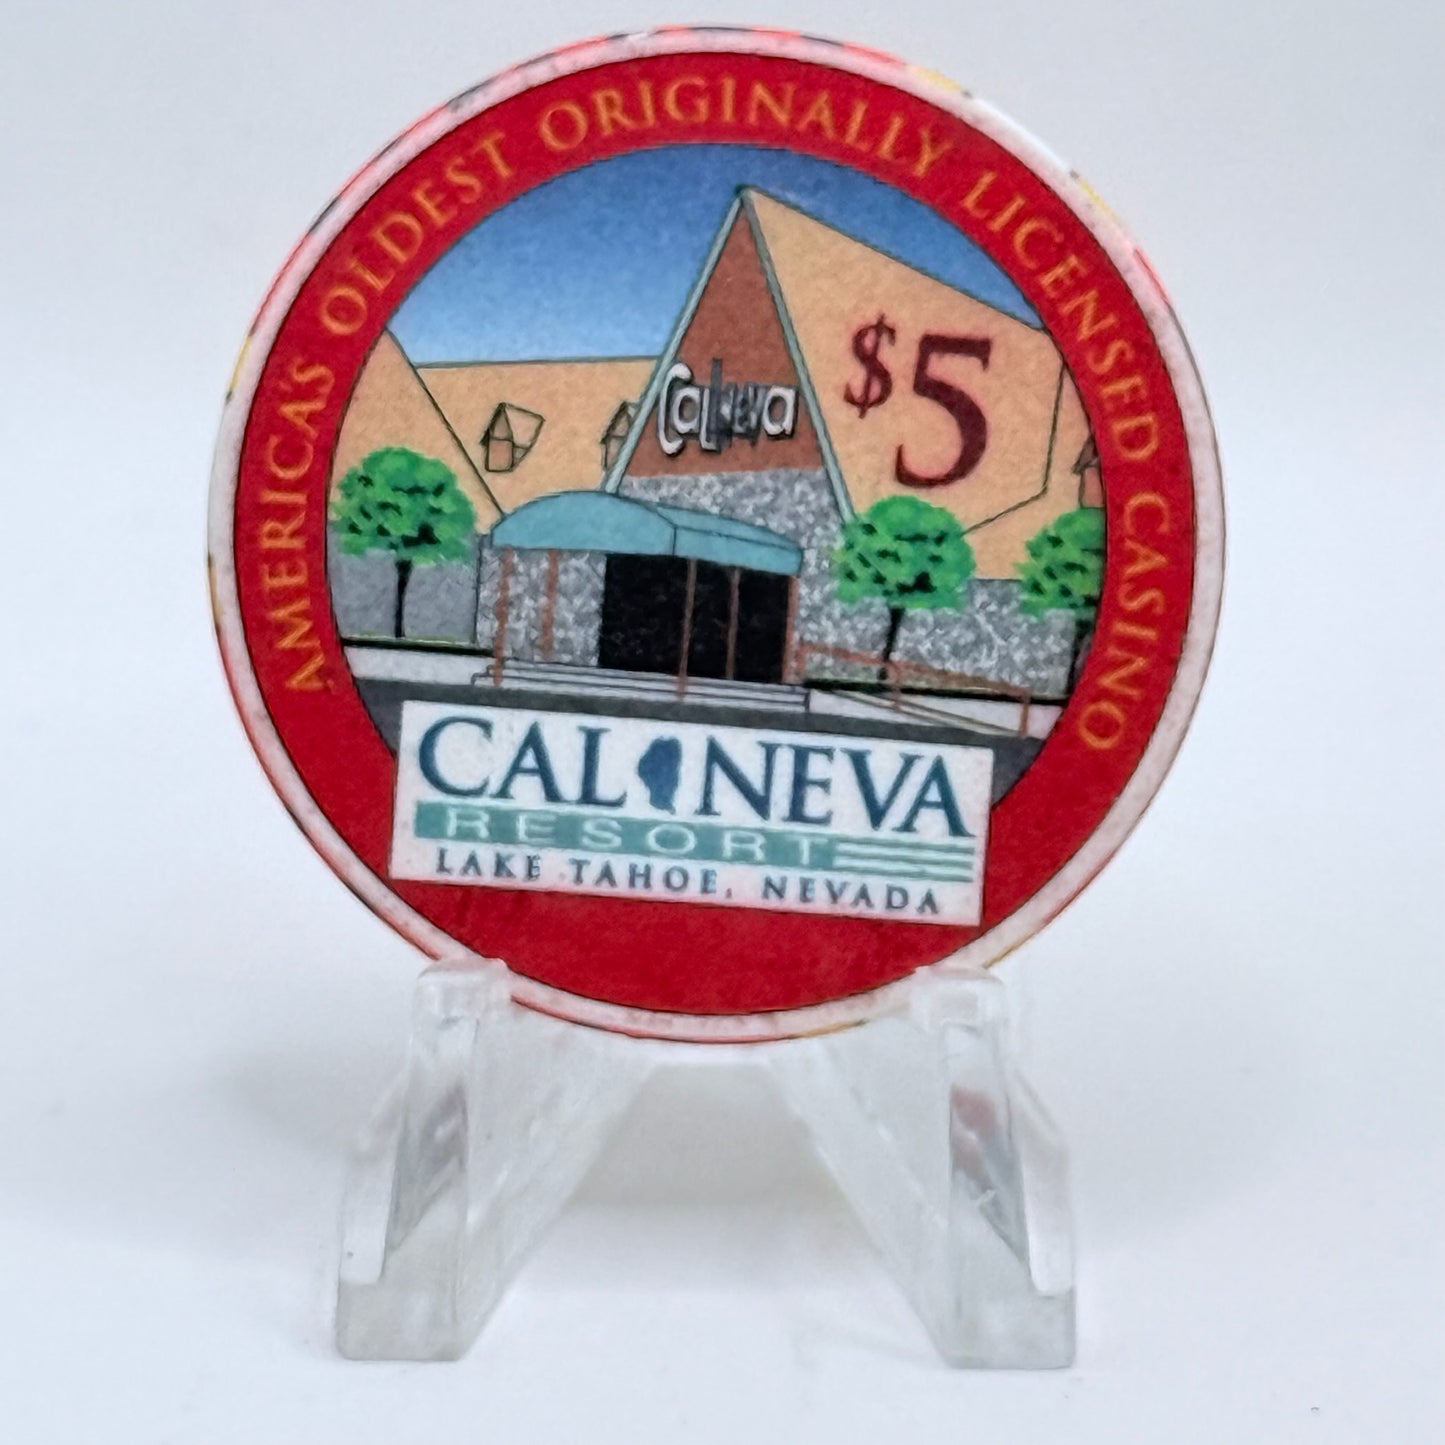 AMERICA'S OLDEST ORIGINALLY LICENSED CASINO
CalNeva
$5
CAL NEVA
RESORT
LAKE TAHOE, NEVADA